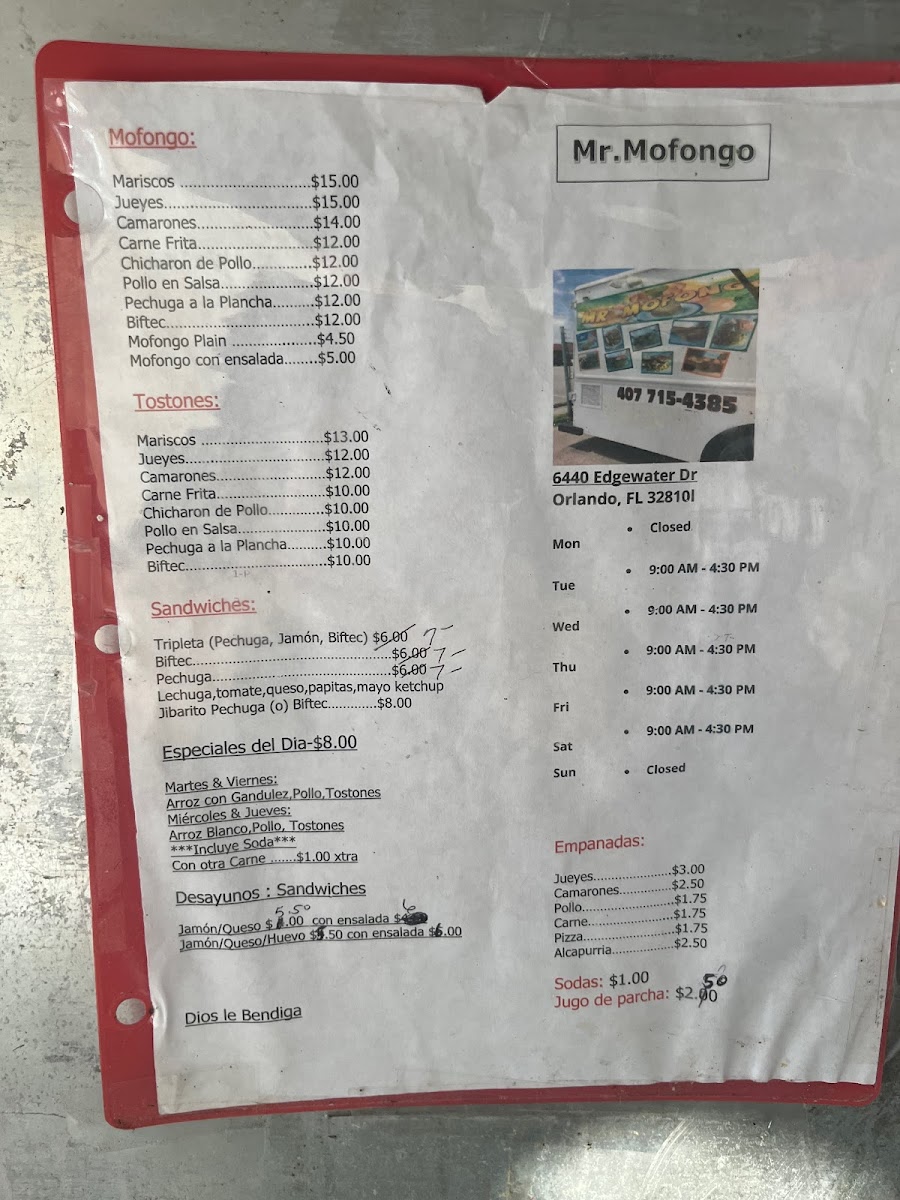 Mofongo:
Mariscos ..............................$15.00
Jueyes..................................$15.00
Camarones...........................$14.00
Carne Frita...........................$12.00
Chicharon de Pollo..............$12.00
Pollo en Salsa......................$12.00
Pechuga a la Plancha..........$12.00
Biftec..................................$12.00
Mofongo Plain ....................$4.50
Mofongo con ensalada........$5.00
Tostones:
Mariscos ............................$13.00
Jueyes................................$12.00
Camarones.........................$12.00
Carne Frita.........................$10.00
Chicharon de Pollo.............$10.00
Pollo en Salsa....................$10.00
Pechuga a la Plancha.........$10.00
Biftec................................$10.00
Sandwiches:
Tripleta (Pechuga, Jamón, Biftec) $6.00 7-
Biftec..............................................$6.00 7-
Pechuga.........................................$6.00 7-
Lechuga,tomate,queso,papitas,mayo ketchup
Jibarito Pechuga (o) Biftec............$8.00
Especiales del Dia-$8.00
Martes & Viernes:
Arroz con Gandulez,Pollo,Tostones
Miércoles & Jueves:
Arroz Blanco,Pollo, Tostones
***Incluye Soda***
Con otra Carne .......$1.00 xtra
Desayunos : Sandwiches
5.50 6
Jamón/Queso $ .00 con ensalada $
Jamón/Queso/Huevo $ .50 con ensalada $6.00
Dios le Bendiga
Mr.Mofongo
MR MOFONGO
407 715-4385
6440 Edgewater Dr
Orlando, FL 32810l
Mon • Closed
Tue • 9:00 AM - 4:30 PM
Wed • 9:00 AM - 4:30 PM
Thu • 9:00 AM - 4:30 PM
Fri • 9:00 AM - 4:30 PM
Sat • 9:00 AM - 4:30 PM
Sun • Closed
Empanadas:
Jueyes......................$3.00
Camarones...............$2.50
Pollo..........................$1.75
Carne........................$1.75
Pizza.........................$1.75
Alcapurria.................$2.50
Sodas: $1.00
Jugo de parcha: $2.00 50